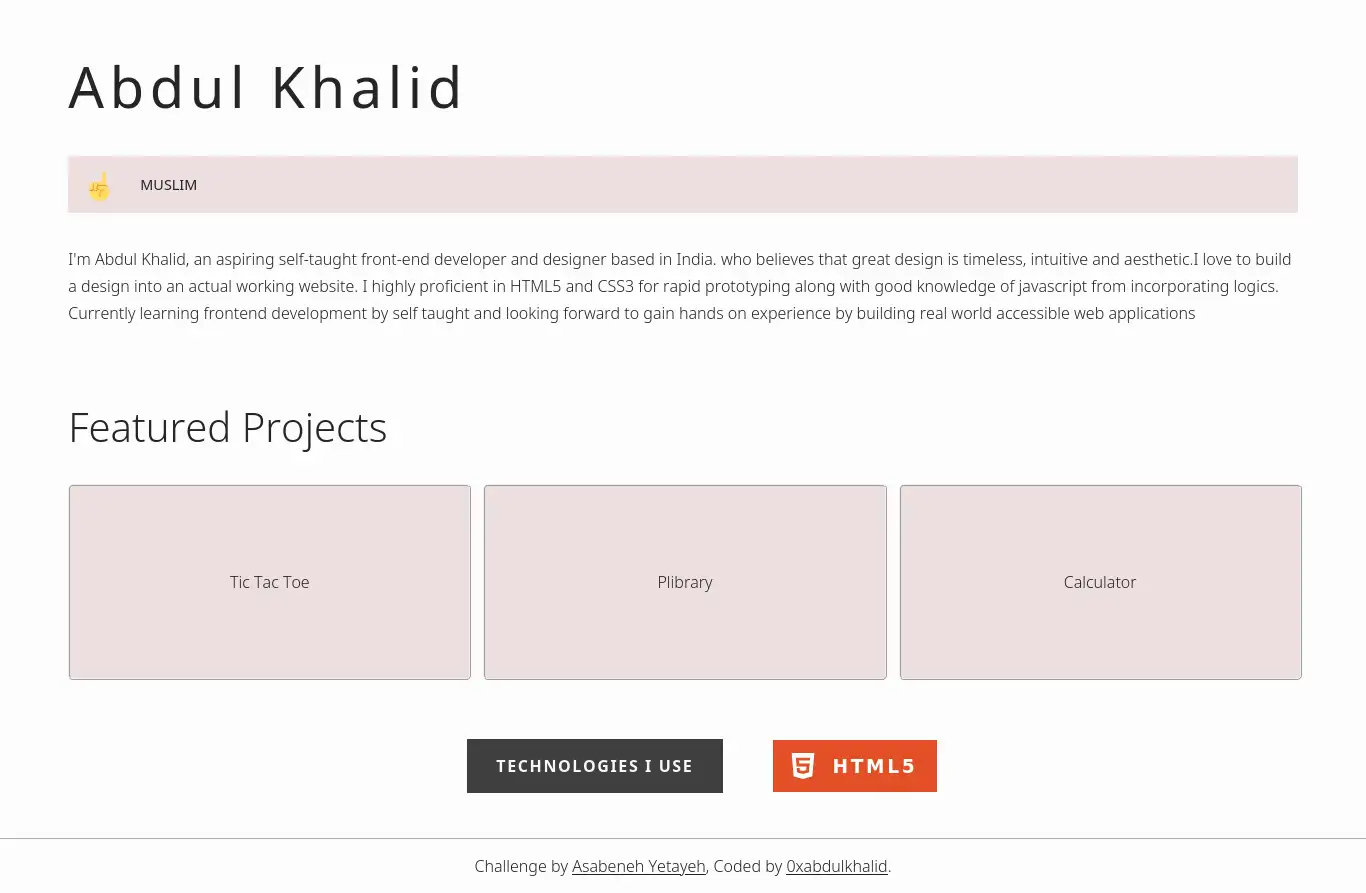 Abdul Khalid
MUSLIM
I'm Abdul Khalid, an aspiring self-taught front-end developer and designer based in India. who believes that great design is timeless, intuitive and aesthetic.I love to build
a design into an actual working website. I highly proficient in HTML5 and CSS3 for rapid prototyping along with good knowledge of javascript from incorporating logics.
Currently learning frontend development by self taught and looking forward to gain hands on experience by building real world accessible web applications
Featured Projects
Tic Tac Toe
Plibrary
Calculator
TECHNOLOGIES I USE
HTML5
Challenge by Asabeneh Yetayeh, Coded by 0xabdulkhalid.